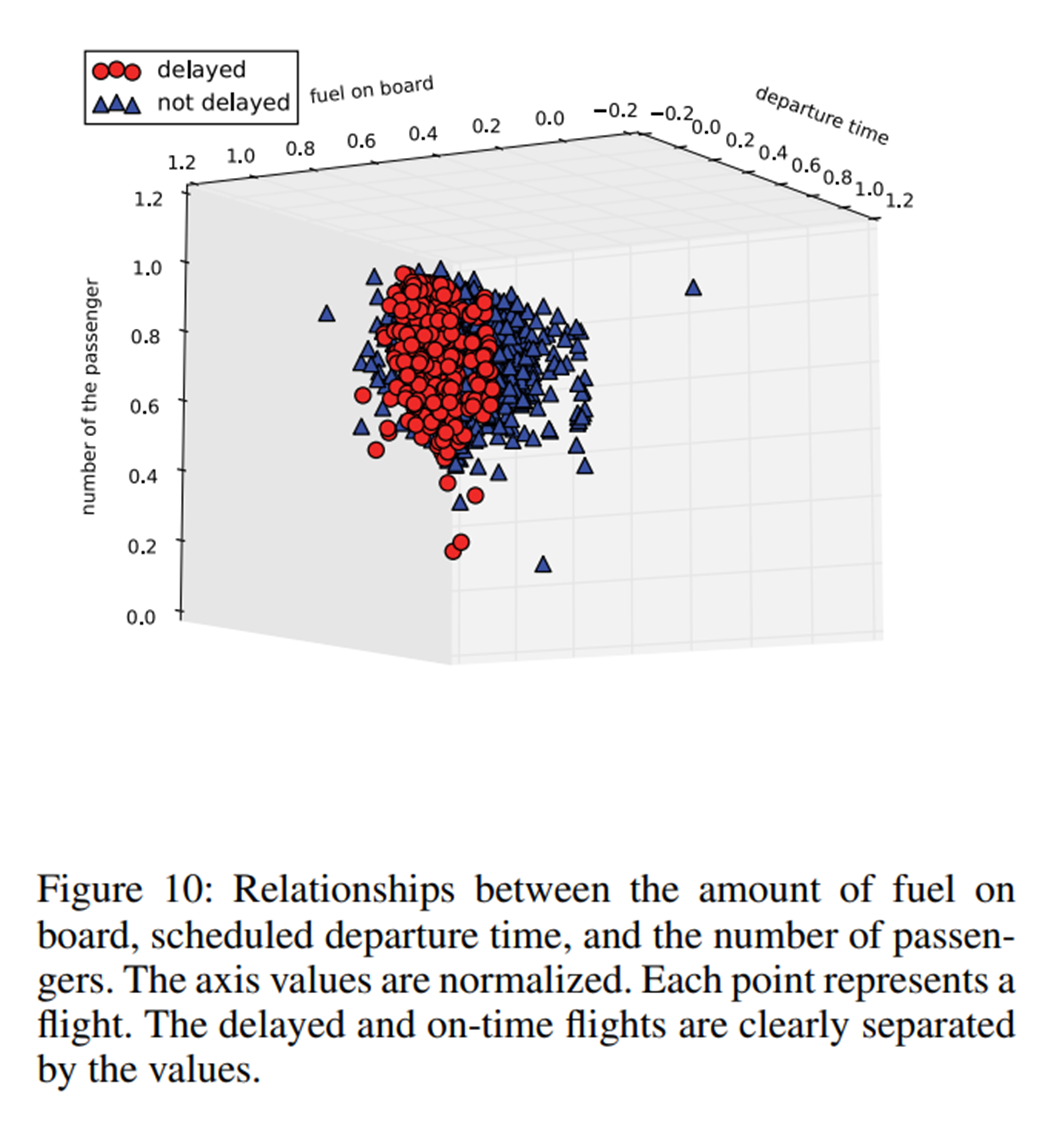 delayed
not delayed
fuel on board
departure time
1.2 1.0 0.8 0.6 0.4 0.2 0.0 −0.2
−0.2 0.0 0.2 0.4 0.6 0.8 1.0 1.2
number of the passenger
1.2
1.0
0.8
0.6
0.4
0.2
0.0
Figure 10: Relationships between the amount of fuel on
board, scheduled departure time, and the number of passen-
gers. The axis values are normalized. Each point represents a
flight. The delayed and on-time flights are clearly separated
by the values.